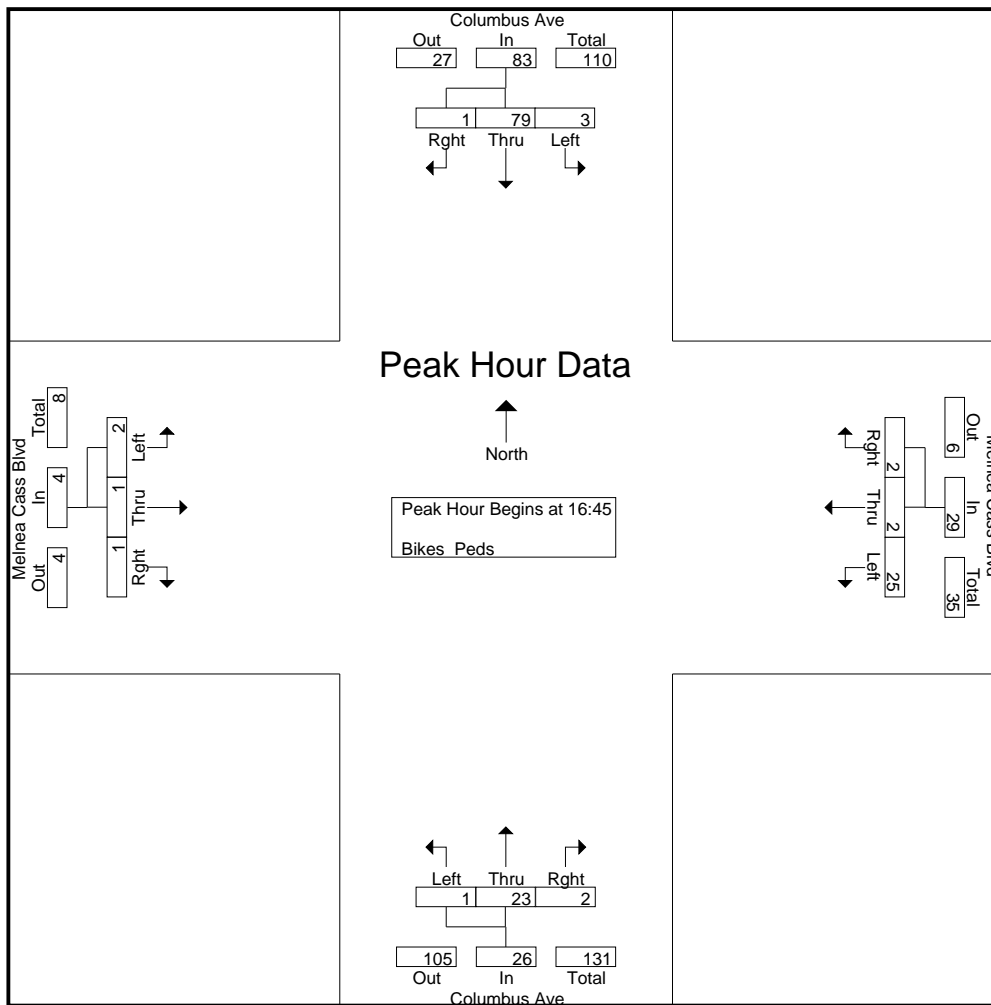 Columbus Ave
Out In Total
27 83 110
1 79 3
Rght Thru Left
Peak Hour Data
North
Peak Hour Begins at 16:45
Bikes Peds
Melnea Cass Blvd
Out In Total
4 4 8
Left Thru Rght
2 1 1
Rght Thru Left
2 2 25
Out In Total
6 29 35
Melnea Cass Blvd
Left Thru Rght
1 23 2
105 26 131
Out In Total
Columbus Ave